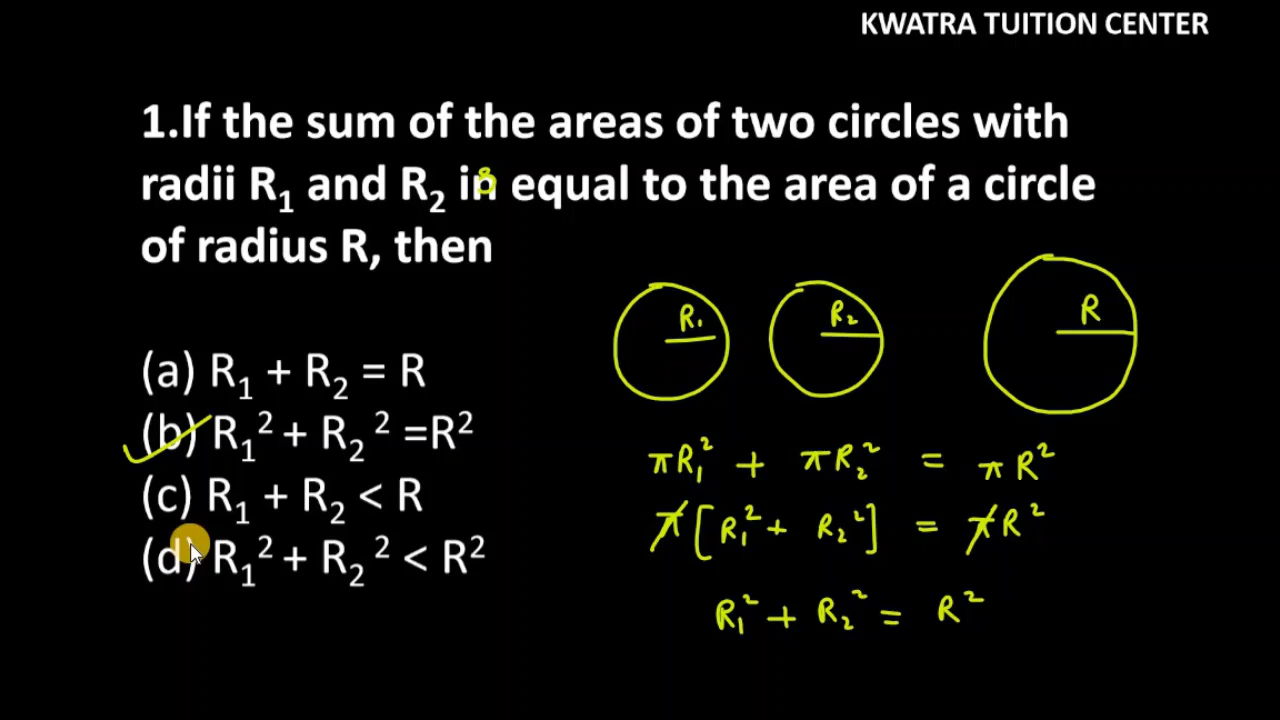 KWATRA TUITION CENTER
1.If the sum of the areas of two circles with
radii R₁ and R₂ is equal to the area of a circle
of radius R, then
R₁ R₂ R
(a) R₁ + R₂ = R
(b) R₁² + R₂² =R²
(c) R₁ + R₂ < R
(d) R₁² + R₂² < R²
πR₁² + πR₂² = πR²
π[R₁² + R₂²] = πR²
R₁² + R₂² = R²